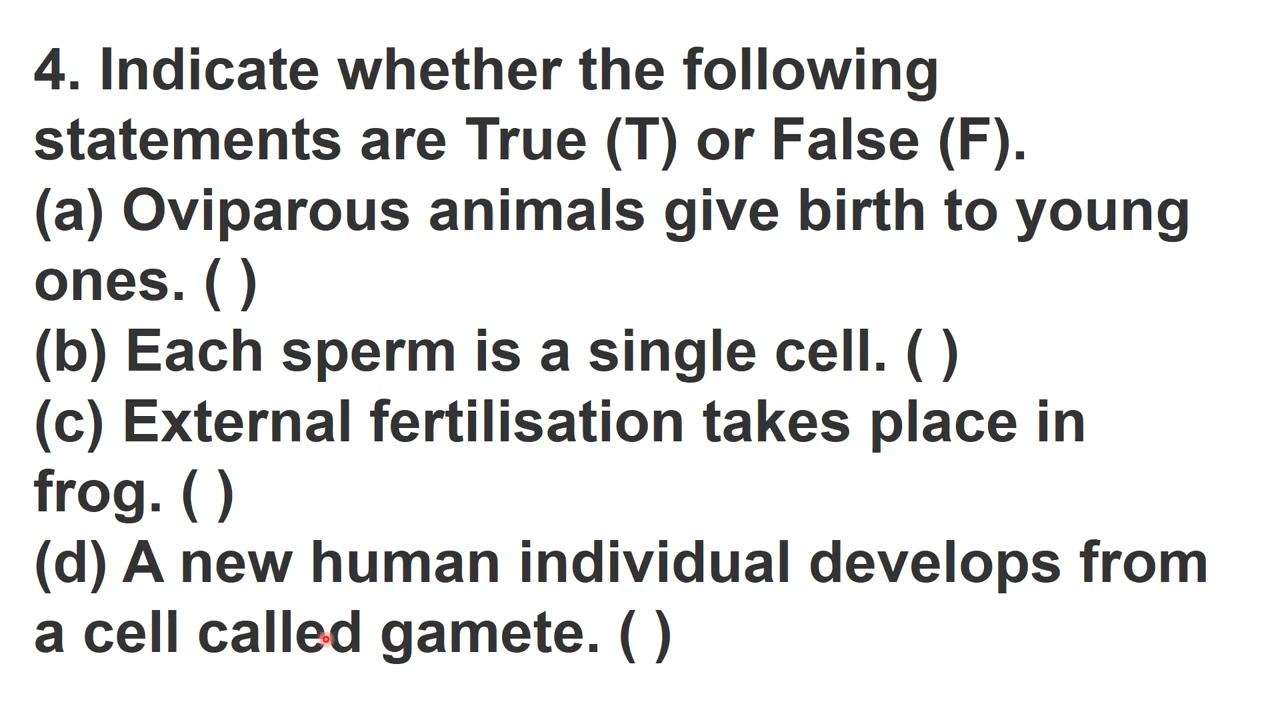 4. Indicate whether the following
statements are True (T) or False (F).
(a) Oviparous animals give birth to young
ones. ( )
(b) Each sperm is a single cell. ( )
(c) External fertilisation takes place in
frog. ( )
(d) A new human individual develops from
a cell called gamete. ( )